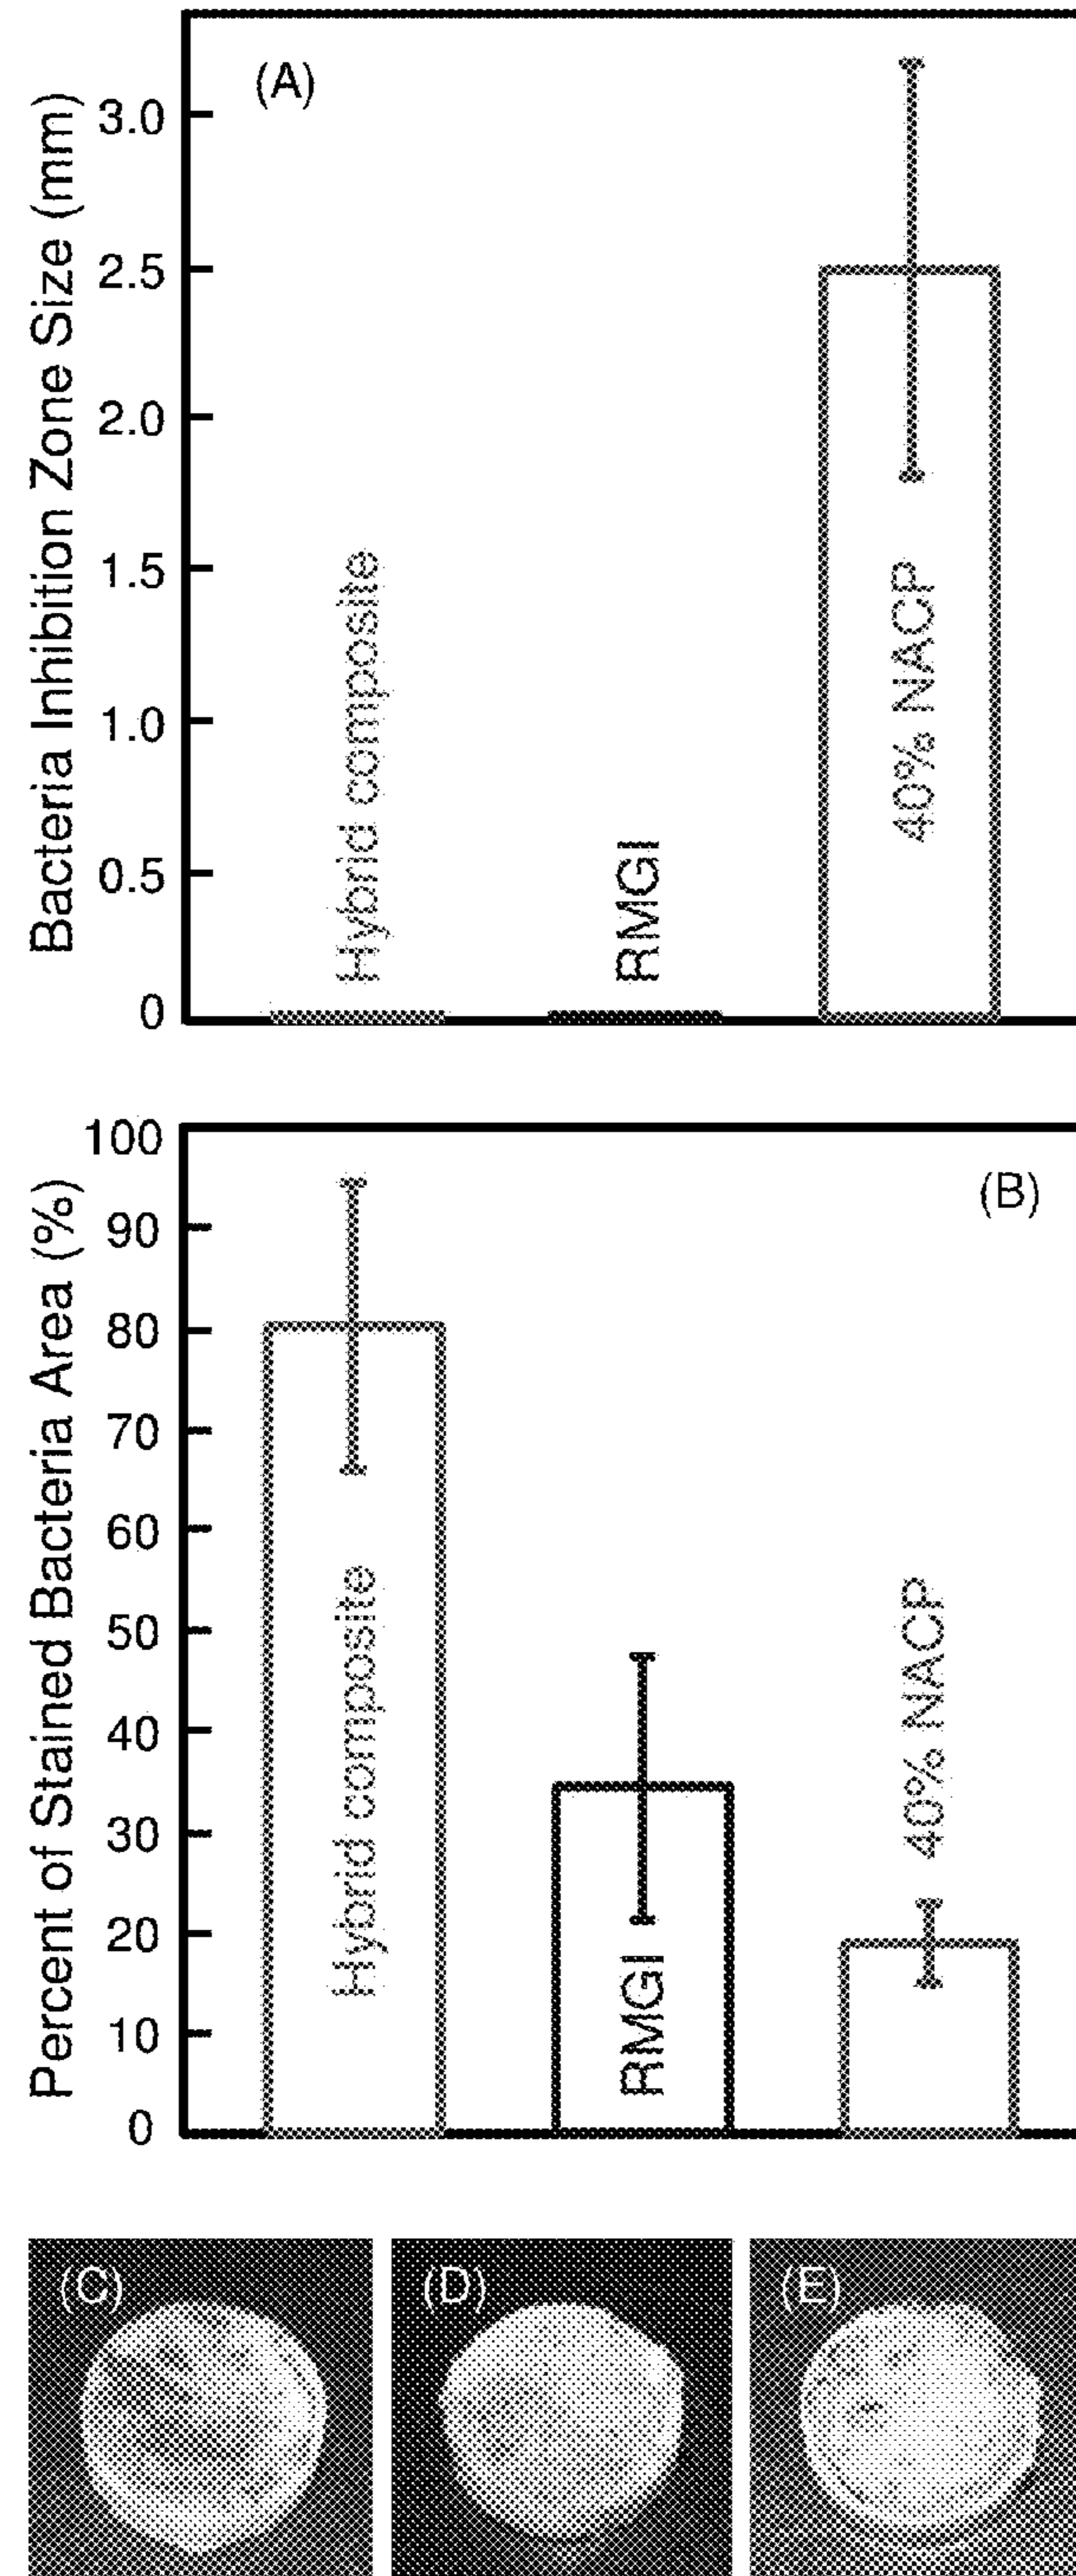 (A)
Bacteria Inhibition Zone Size (mm)
3.0
2.5
2.0
1.5
1.0
0.5
0
Hybrid composite
RMGI
40% NACP
(B)
Percent of Stained Bacteria Area (%)
100
90
80
70
60
50
40
30
20
10
0
Hybrid composite
RMGI
40% NACP
(C)
(D)
(E)